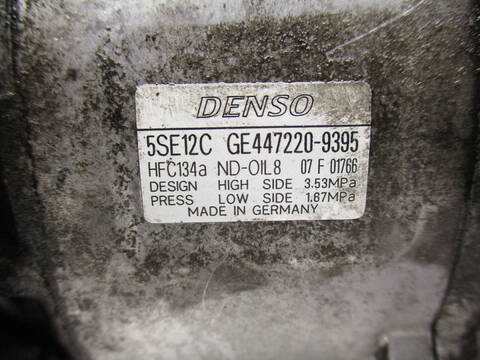 DENSO
5SE12C GE447220-9395
HFC134a ND-OIL8 07 F 01766
DESIGN HIGH SIDE 3.53MPa
PRESS LOW SIDE 1.67MPa
MADE IN GERMANY